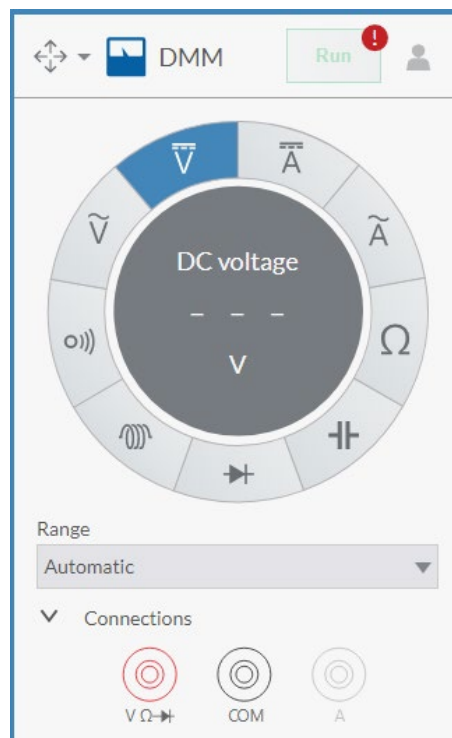 DMM
Run
!
V
A
V
A
Ω
DC voltage
– – –
V
Range
Automatic
Connections
V Ω
COM
A